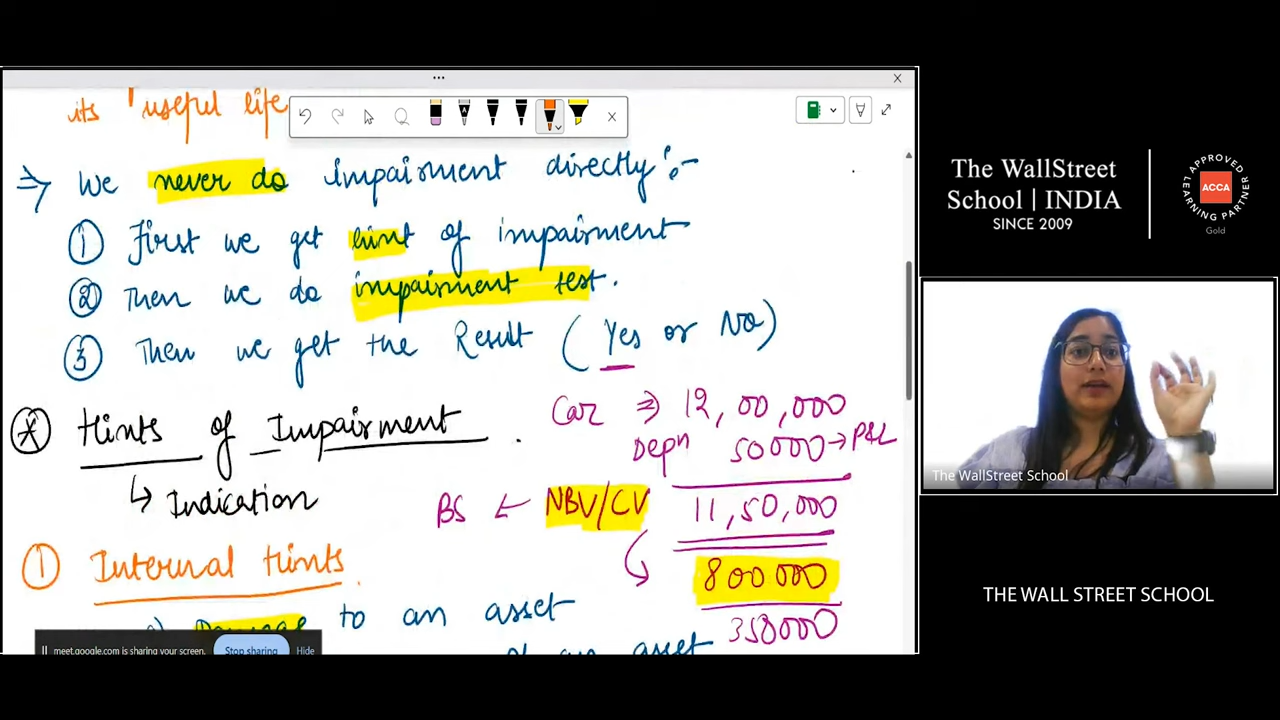 its useful life
⇒ We never do impairment directly :-
① First we get hint of impairment
② Then we do impairment test.
③ Then we get the Result (Yes or No)
Hints of Impairment
↳ Indication
① Internal Hints
to an asset
of an asset
Car ⇒ 12,00,000
Depn 50000 → P&L
BS ← NBV/CV 11,50,000
800000
350000
meet.google.com is sharing your screen.
Stop sharing
Hide
The WallStreet
School | INDIA
SINCE 2009
APPROVED
LEARNING PARTNER
ACCA
Gold
The WallStreet School
THE WALL STREET SCHOOL